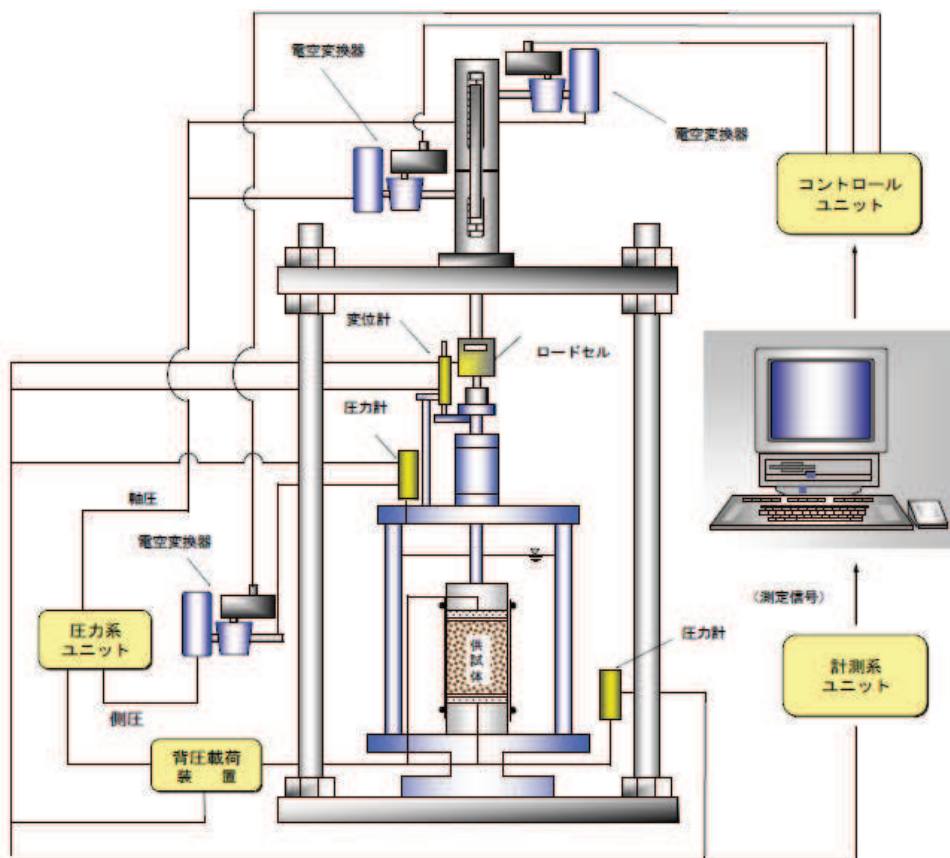 電空変換器
電空変換器
コントロール
ユニット
変位計
ロードセル
圧力計
軸圧
電空変換器
(測定信号)
圧力系
ユニット
供試体
圧力計
計測系
ユニット
側圧
背圧載荷
装 置